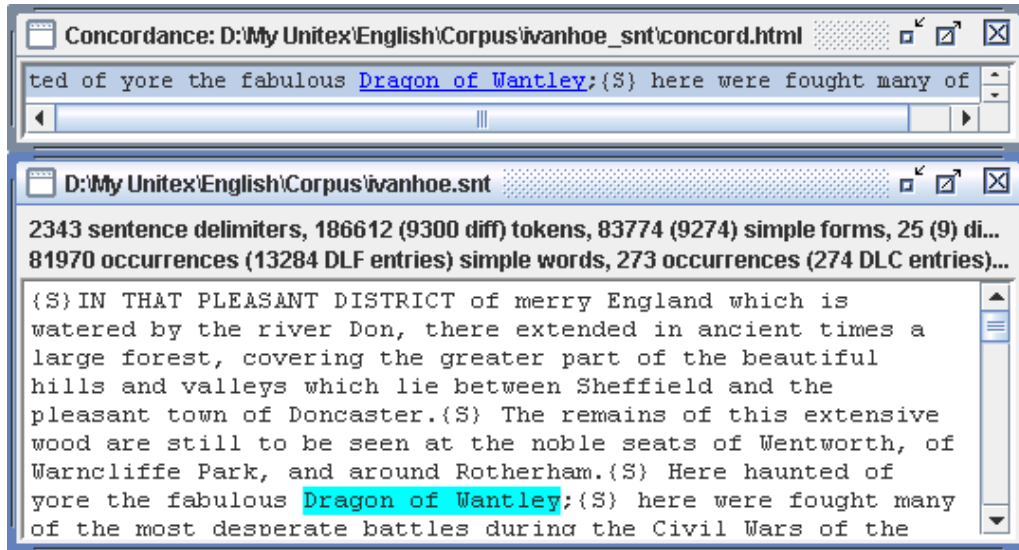 Concordance: D:\My Unitex\English\Corpus\ivanhoe_snt\concord.html
ted of yore the fabulous Dragon of Wantley;{S} here were fought many of
D:\My Unitex\English\Corpus\ivanhoe.snt
2343 sentence delimiters, 186612 (9300 diff) tokens, 83774 (9274) simple forms, 25 (9) di...
81970 occurrences (13284 DLF entries) simple words, 273 occurrences (274 DLC entries)...
{S}IN THAT PLEASANT DISTRICT of merry England which is
watered by the river Don, there extended in ancient times a
large forest, covering the greater part of the beautiful
hills and valleys which lie between Sheffield and the
pleasant town of Doncaster.{S} The remains of this extensive
wood are still to be seen at the noble seats of Wentworth, of
Warncliffe Park, and around Rotherham.{S} Here haunted of
yore the fabulous Dragon of Wantley;{S} here were fought many
of the most desperate battles during the Civil Wars of the